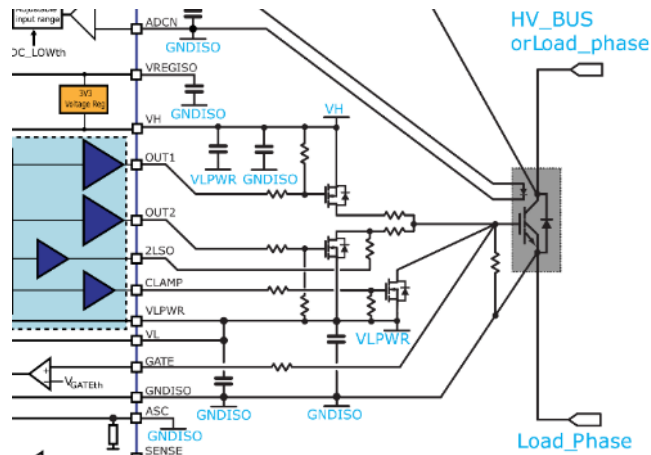 Adjustable
input range
DC_LOWth
ADCN
GNDISO
HV_BUS
orLoad_phase
VREGISO
3V3
Voltage Reg
GNDISO
VH
VH
VLPWR GNDISO
OUT1
OUT2
2LSO
CLAMP
VLPWR
VLPWR
VL
GATE
VGATEth
GNDISO
GNDISO
GNDISO
ASC
GNDISO
Load_Phase
SENSE